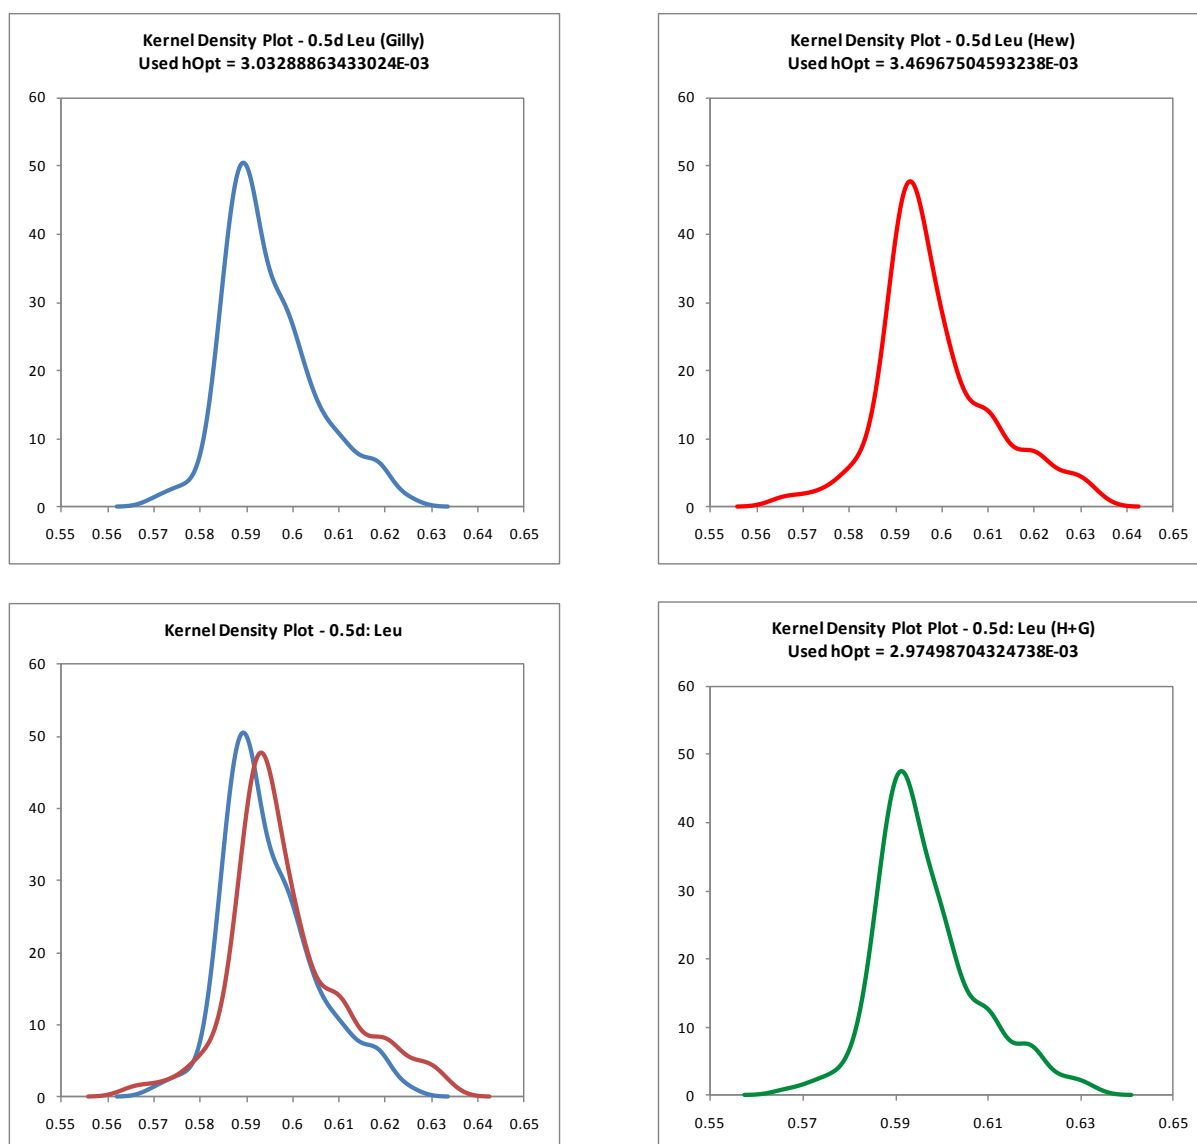 Kernel Density Plot - 0.5d Leu (Gilly)
Used hOpt = 3.03288863433024E-03
60
50
40
30
20
10
0
0.55 0.56 0.57 0.58 0.59 0.6 0.61 0.62 0.63 0.64 0.65
Kernel Density Plot - 0.5d Leu (Hew)
Used hOpt = 3.46967504593238E-03
60
50
40
30
20
10
0
0.55 0.56 0.57 0.58 0.59 0.6 0.61 0.62 0.63 0.64 0.65
Kernel Density Plot - 0.5d: Leu
60
50
40
30
20
10
0
0.55 0.56 0.57 0.58 0.59 0.6 0.61 0.62 0.63 0.64 0.65
Kernel Density Plot Plot - 0.5d: Leu (H+G)
Used hOpt = 2.97498704324738E-03
60
50
40
30
20
10
0
0.55 0.57 0.59 0.61 0.63 0.65